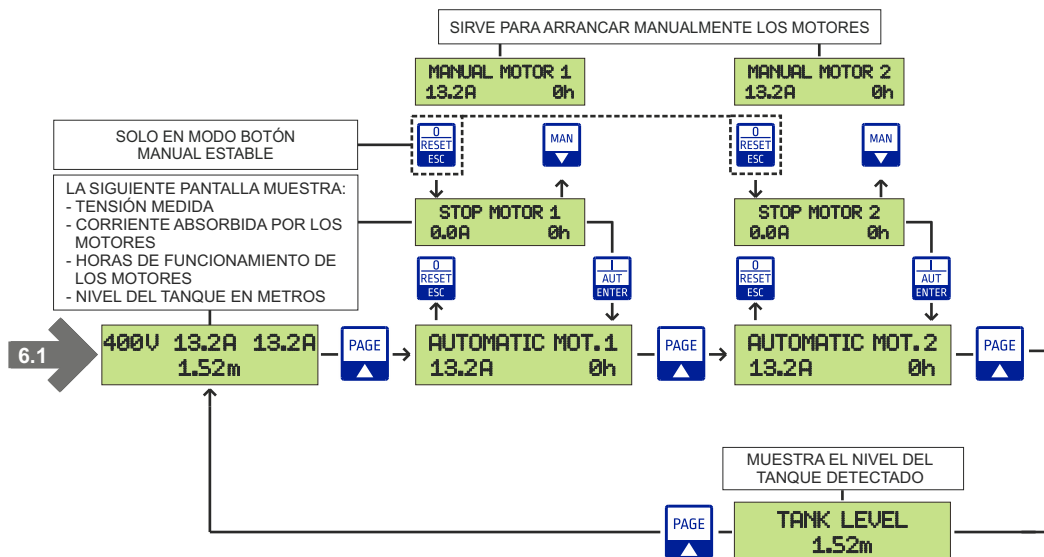 SIRVE PARA ARRANCAR MANUALMENTE LOS MOTORES
MANUAL MOTOR 1
13.2A 0h
MANUAL MOTOR 2
13.2A 0h
SOLO EN MODO BOTÓN
MANUAL ESTABLE
0
RESET
ESC
MAN
0
RESET
ESC
MAN
LA SIGUIENTE PANTALLA MUESTRA:
- TENSIÓN MEDIDA
- CORRIENTE ABSORBIDA POR LOS
MOTORES
- HORAS DE FUNCIONAMIENTO DE
LOS MOTORES
- NIVEL DEL TANQUE EN METROS
STOP MOTOR 1
0.0A 0h
STOP MOTOR 2
0.0A 0h
0
RESET
ESC
I
AUT
ENTER
0
RESET
ESC
I
AUT
ENTER
6.1
400V 13.2A 13.2A
1.52m
PAGE
AUTOMATIC MOT.1
13.2A 0h
PAGE
AUTOMATIC MOT.2
13.2A 0h
PAGE
MUESTRA EL NIVEL DEL
TANQUE DETECTADO
PAGE
TANK LEVEL
1.52m